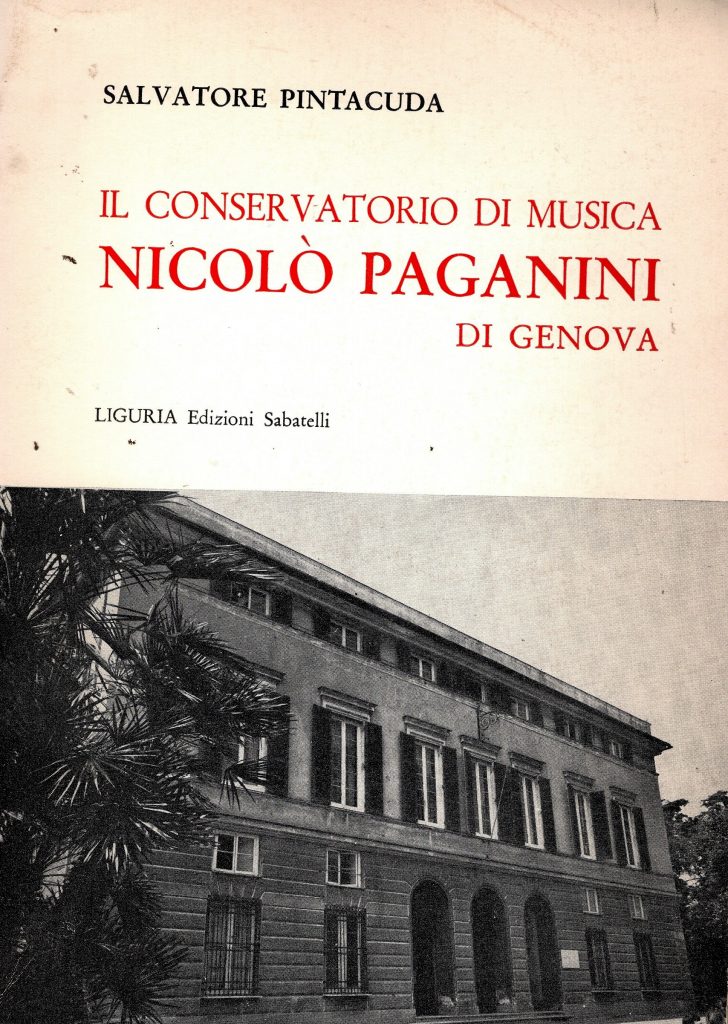 SALVATORE PINTACUDA
IL CONSERVATORIO DI MUSICA
NICOLÒ PAGANINI
DI GENOVA
LIGURIA Edizioni Sabatelli